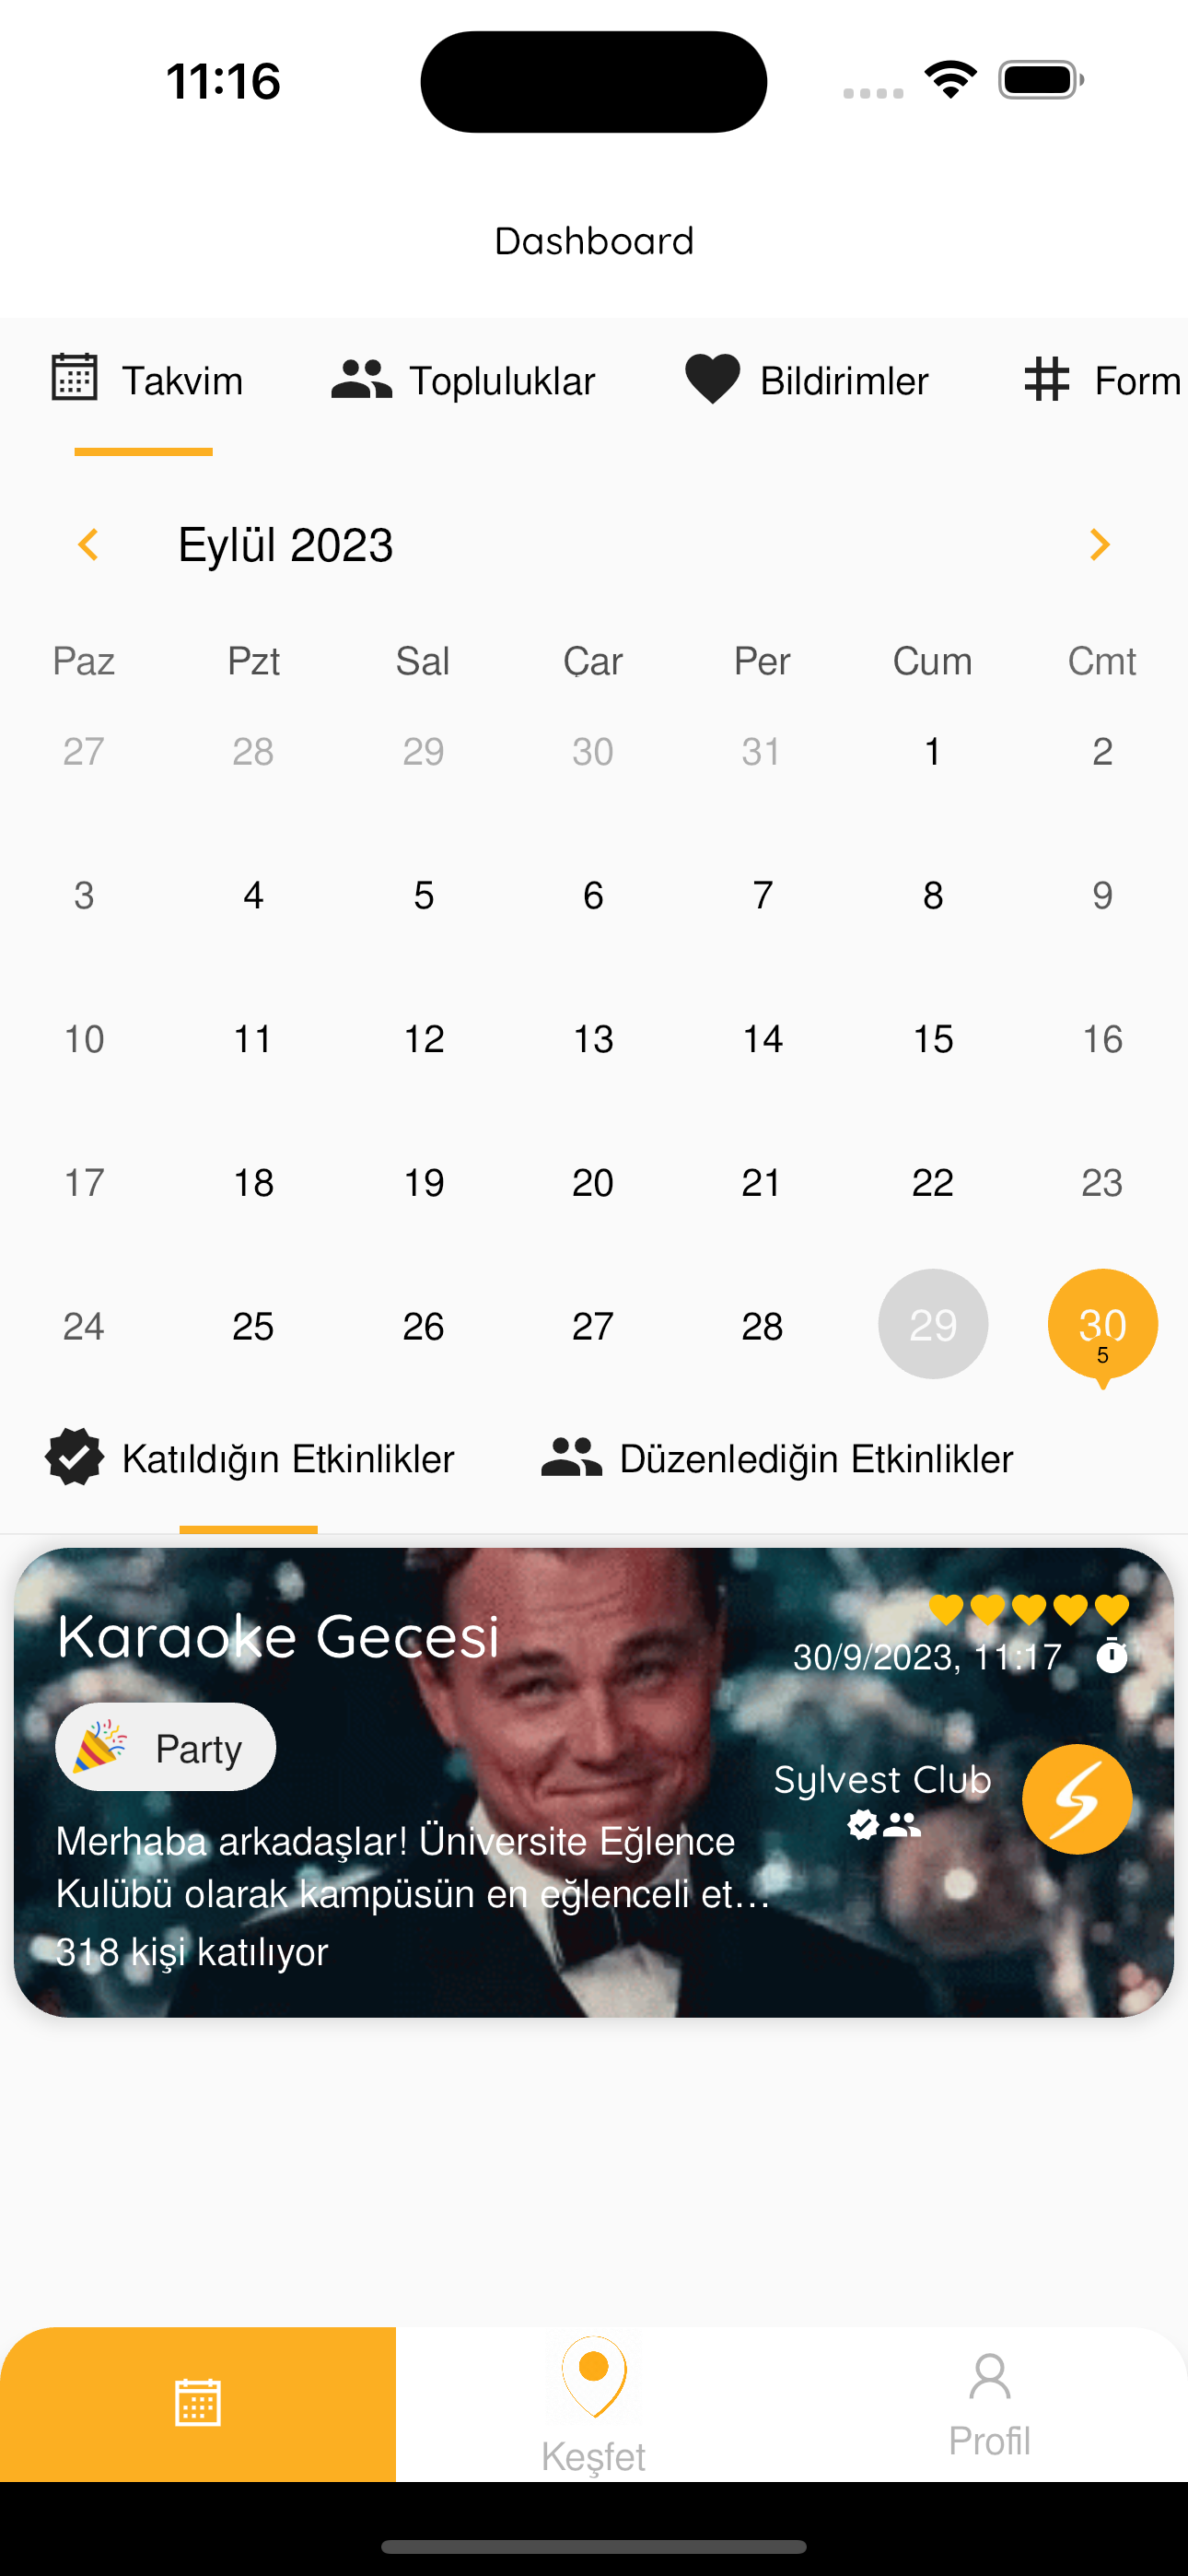 11:16
Dashboard
Takvim Topluluklar Bildirimler Form
Eylül 2023
Paz Pzt Sal Çar Per Cum Cmt
27 28 29 30 31 1 2
3 4 5 6 7 8 9
10 11 12 13 14 15 16
17 18 19 20 21 22 23
24 25 26 27 28 29 30
5
Katıldığın Etkinlikler Düzenlediğin Etkinlikler
Karaoke Gecesi
30/9/2023, 11:17
Party
Sylvest Club
Merhaba arkadaşlar! Üniversite Eğlence
Kulübü olarak kampüsün en eğlenceli et...
318 kişi katılıyor
Keşfet
Profil